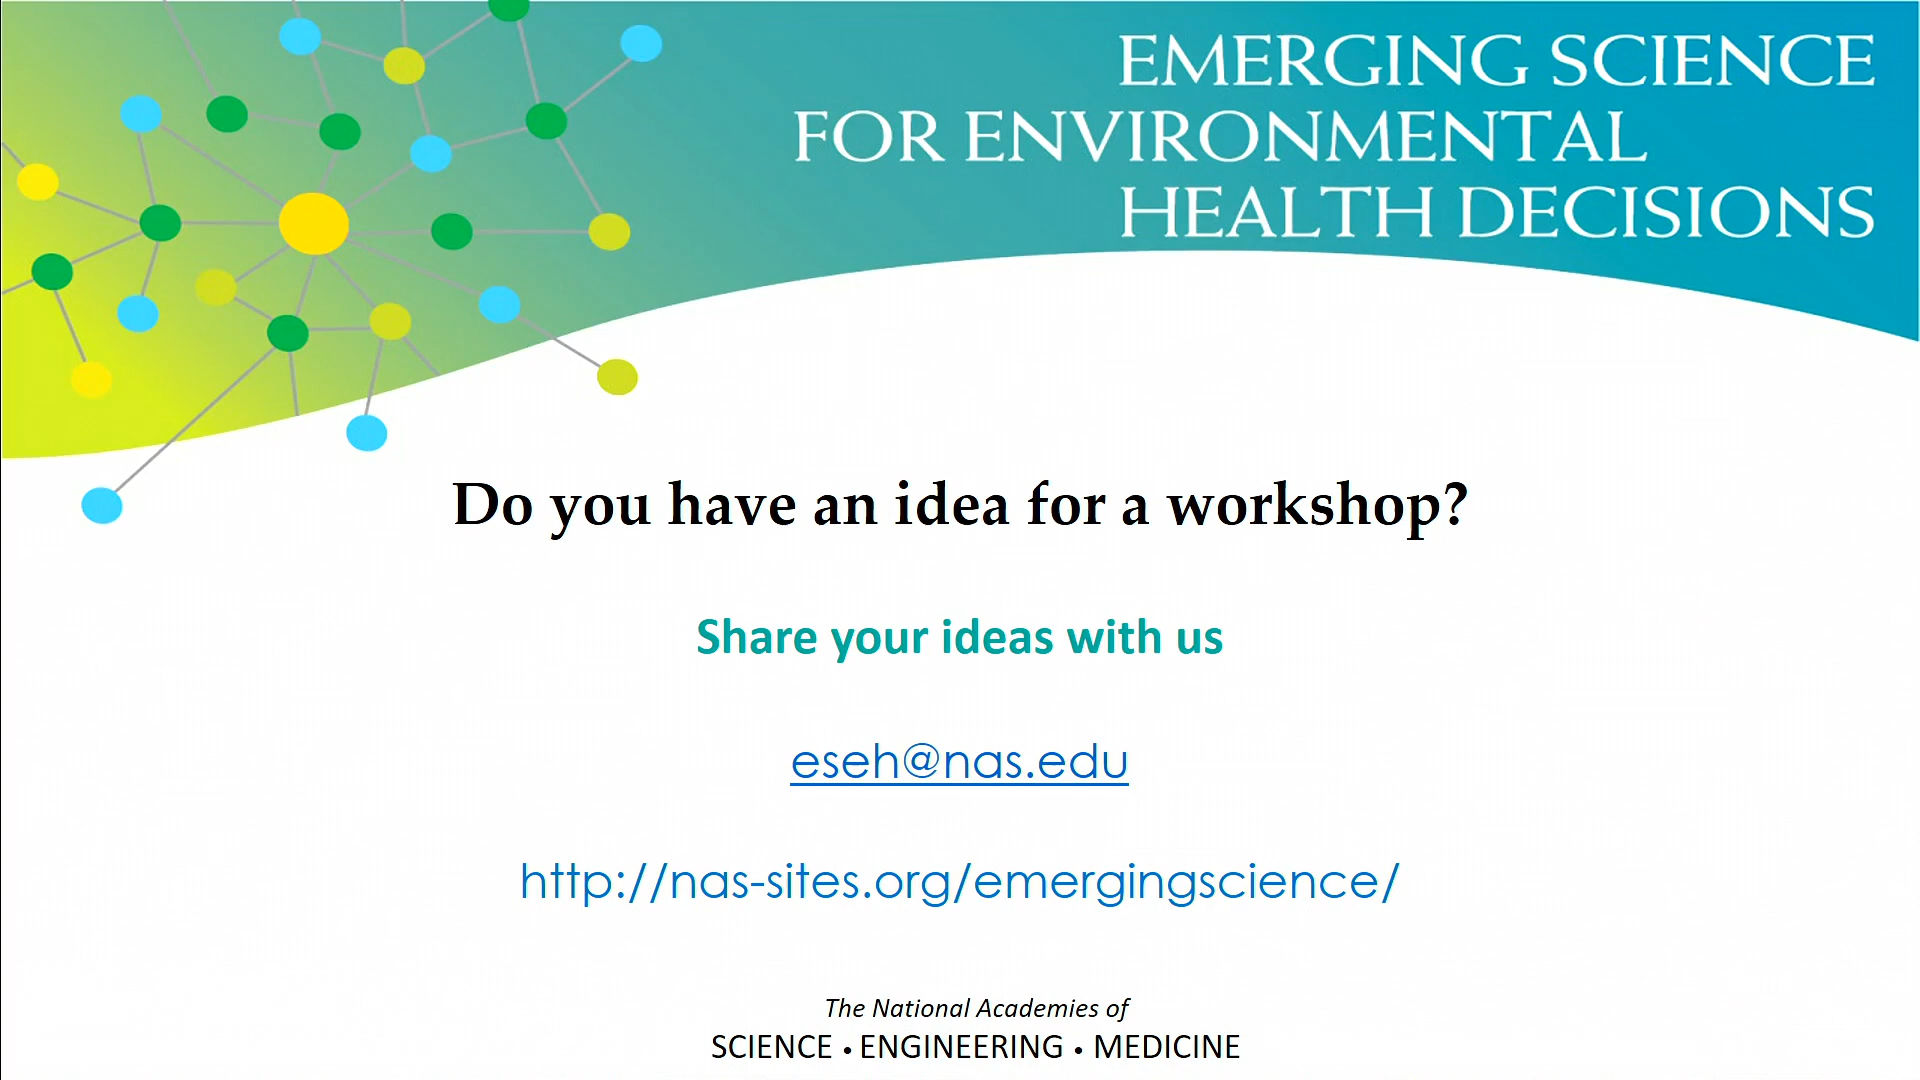 EMERGING SCIENCE
FOR ENVIRONMENTAL
HEALTH DECISIONS
Do you have an idea for a workshop?
Share your ideas with us
eseh@nas.edu
http://nas-sites.org/emergingscience/
The National Academies of
SCIENCE • ENGINEERING • MEDICINE